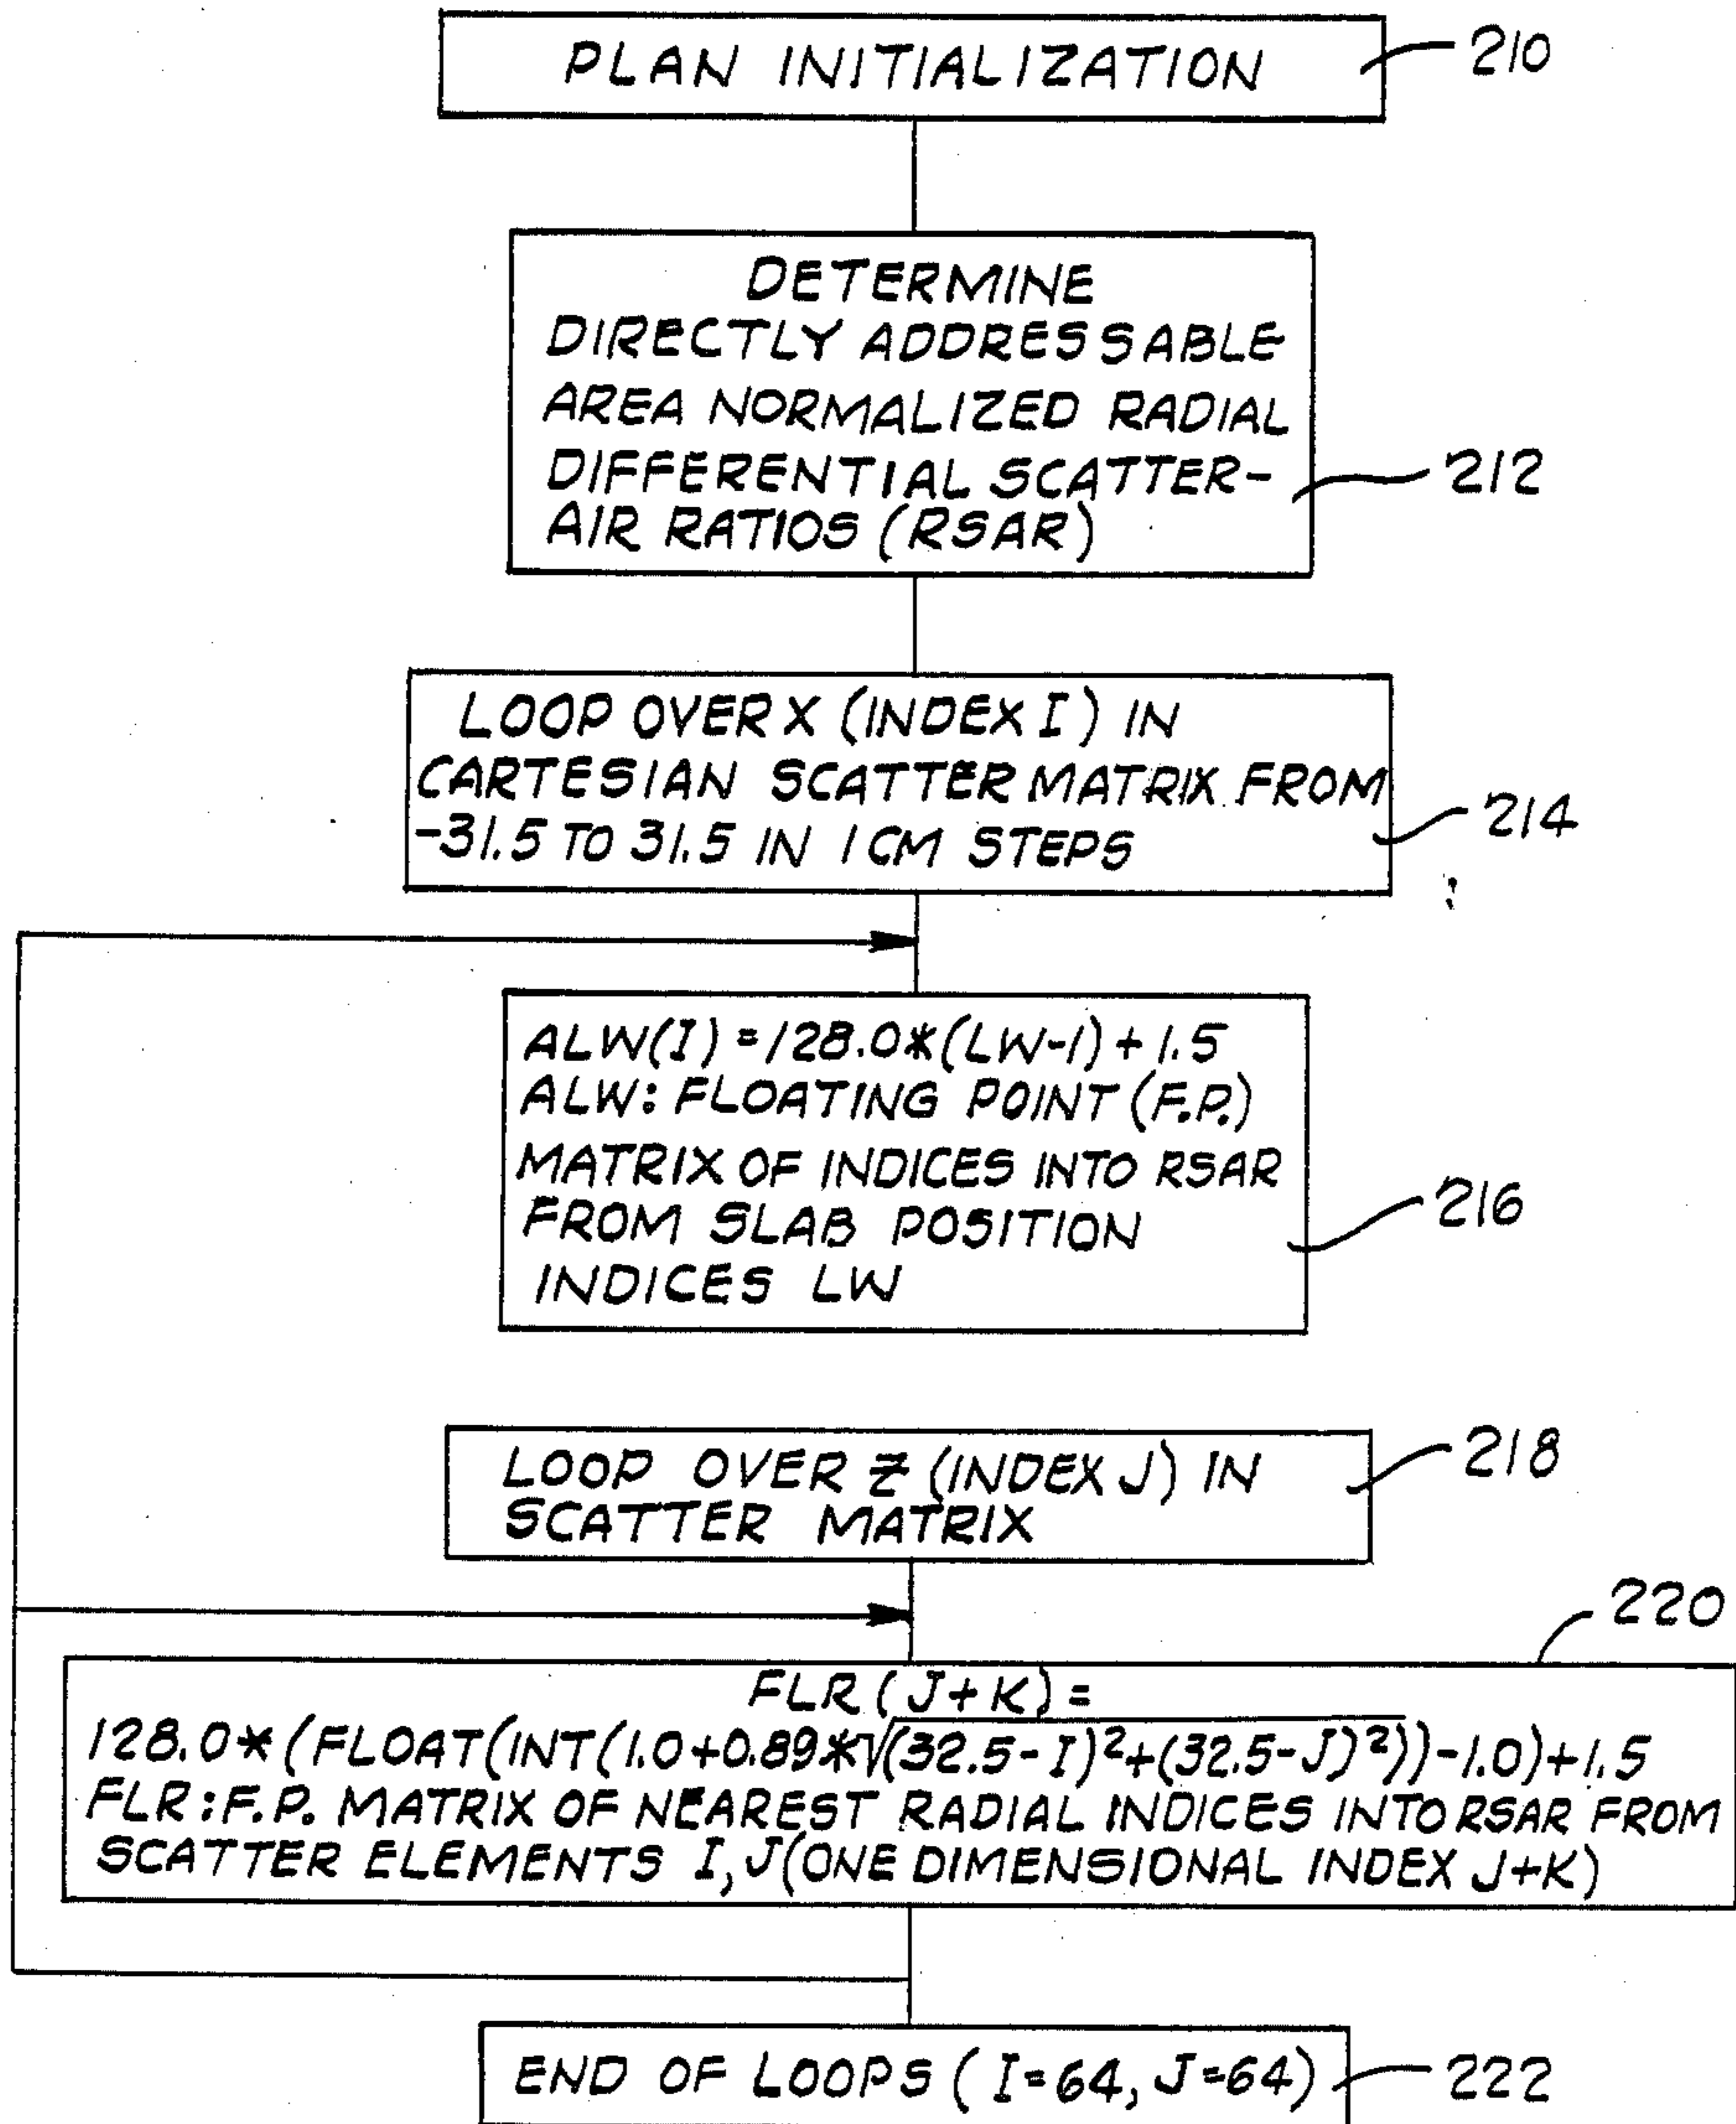 PLAN INITIALIZATION
210
DETERMINE
DIRECTLY ADDRESSABLE
AREA NORMALIZED RADIAL
DIFFERENTIAL SCATTER-
AIR RATIOS (RSAR)
212
LOOP OVER X (INDEX I) IN
CARTESIAN SCATTER MATRIX FROM
-31.5 TO 31.5 IN 1 CM STEPS
214
ALW(I) = 128.0*(LW-1) + 1.5
ALW: FLOATING POINT (F.P.)
MATRIX OF INDICES INTO RSAR
FROM SLAB POSITION
INDICES LW
216
LOOP OVER Z (INDEX J) IN
SCATTER MATRIX
218
220
FLR (J+K) =
128.0*(FLOAT(INT(1.0+0.89*√(32.5-I)²+(32.5-J)²))-1.0)+1.5
FLR: F.P. MATRIX OF NEAREST RADIAL INDICES INTO RSAR FROM
SCATTER ELEMENTS I, J (ONE DIMENSIONAL INDEX J+K)
END OF LOOPS (I=64, J=64)
222